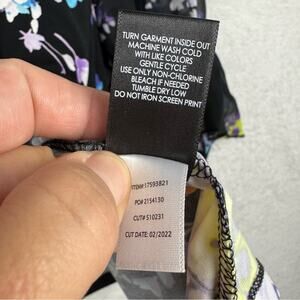 TURN GARMENT INSIDE OUT
MACHINE WASH COLD
WITH LIKE COLORS
GENTLE CYCLE
USE ONLY NON-CHLORINE
BLEACH IF NEEDED
TUMBLE DRY LOW
DO NOT IRON SCREEN PRINT
ITEM# 17593821
PO# 2154130
CUT# 510231
CUT DATE: 02/2022